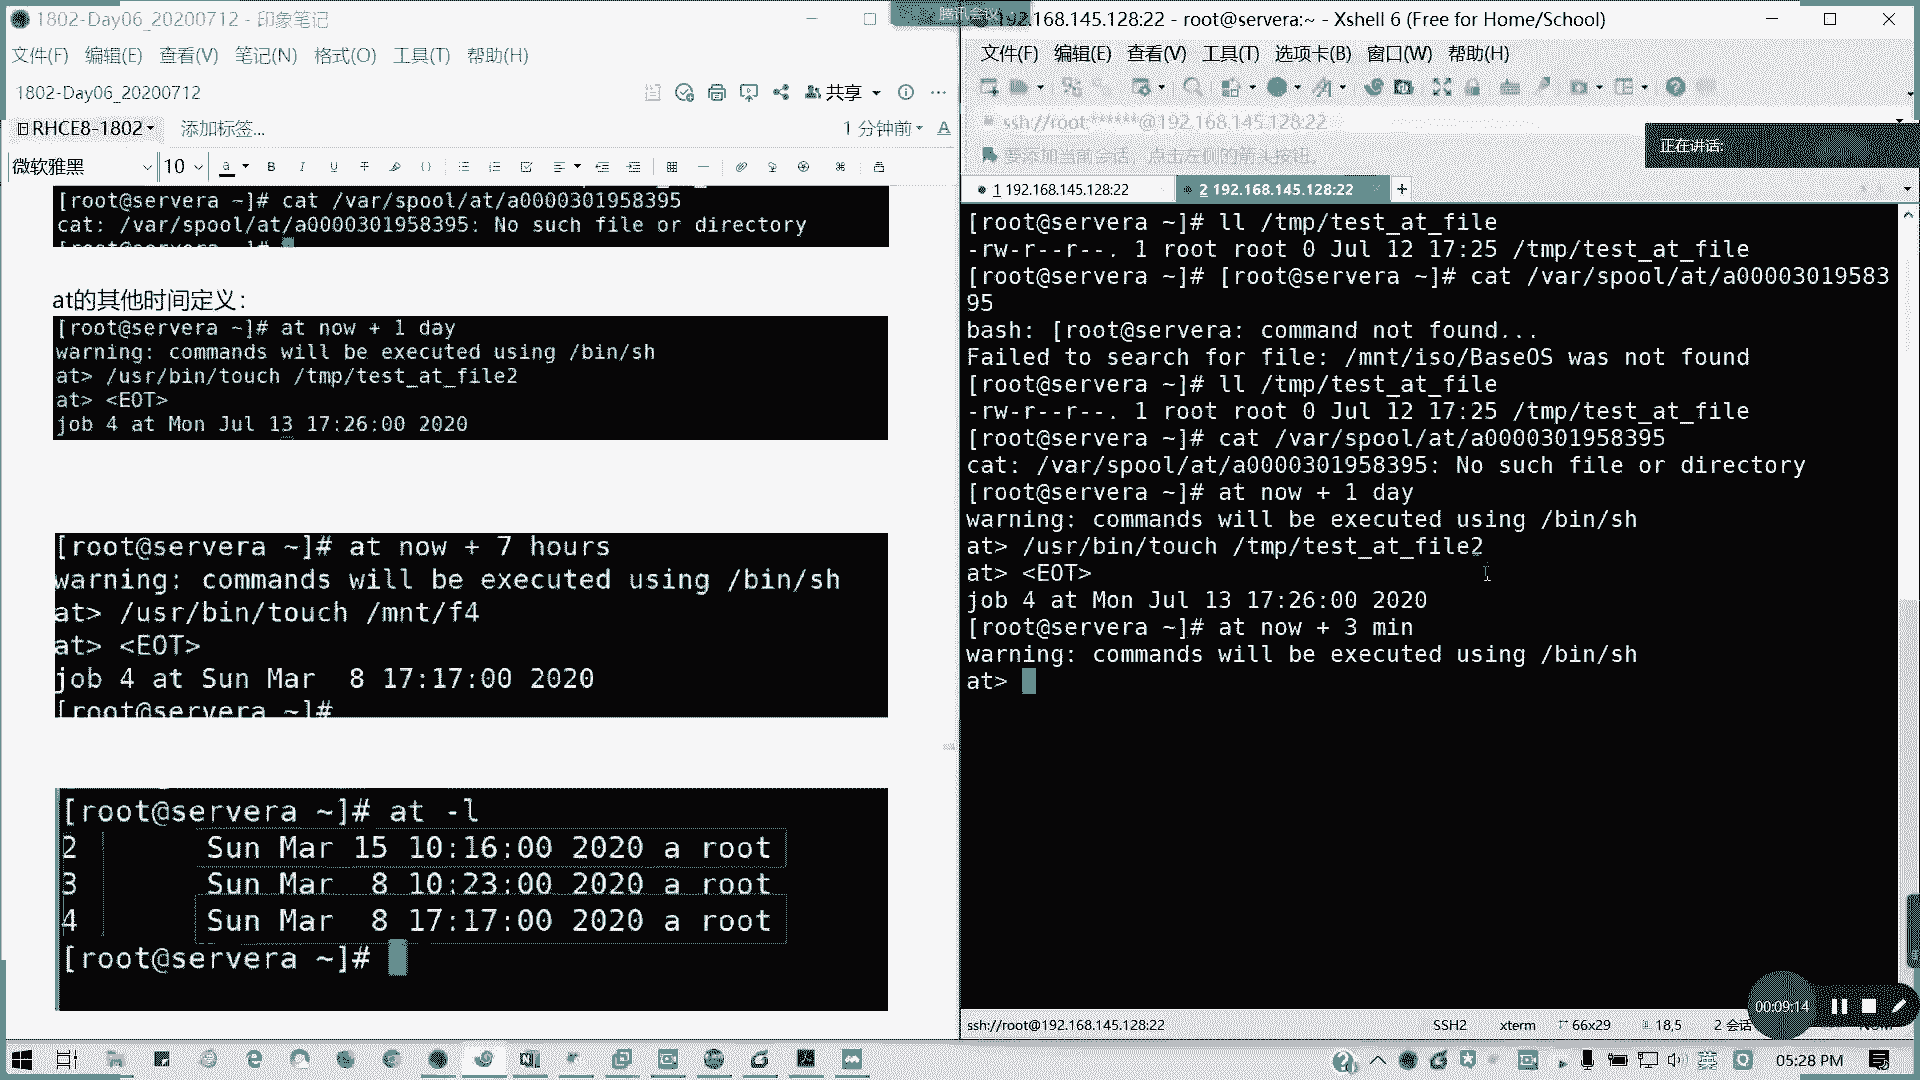 1802-Day06_20200712 - 印象笔记
文件(F) 编辑(E) 查看(V) 笔记(N) 格式(O) 工具(T) 帮助(H)
1802-Day06_20200712
共享
RHCE8-1802
添加标签...
1 分钟前
微软雅黑 10
[root@servera ~]# cat /var/spool/at/a0000301958395
cat: /var/spool/at/a0000301958395: No such file or directory
at的其他时间定义：
[root@servera ~]# at now + 1 day
warning: commands will be executed using /bin/sh
at> /usr/bin/touch /tmp/test_at_file2
at> <EOT>
job 4 at Mon Jul 13 17:26:00 2020
[root@servera ~]# at now + 7 hours
warning: commands will be executed using /bin/sh
at> /usr/bin/touch /mnt/f4
at> <EOT>
job 4 at Sun Mar  8 17:17:00 2020
[root@servera ~]#
[root@servera ~]# at -l
2 Sun Mar 15 10:16:00 2020 a root
3 Sun Mar  8 10:23:00 2020 a root
4 Sun Mar  8 17:17:00 2020 a root
[root@servera ~]#
腾讯会议
192.168.145.128:22 - root@servera:~ - Xshell 6 (Free for Home/School)
文件(F) 编辑(E) 查看(V) 工具(T) 选项卡(B) 窗口(W) 帮助(H)
ssh://root:******@192.168.145.128:22
要添加当前会话，点击左侧的箭头按钮。
正在讲话:
1 192.168.145.128:22
2 192.168.145.128:22
[root@servera ~]# ll /tmp/test_at_file
-rw-r--r--. 1 root root 0 Jul 12 17:25 /tmp/test_at_file
[root@servera ~]# [root@servera ~]# cat /var/spool/at/a00003019583
95
bash: [root@servera: command not found...
Failed to search for file: /mnt/iso/BaseOS was not found
[root@servera ~]# ll /tmp/test_at_file
-rw-r--r--. 1 root root 0 Jul 12 17:25 /tmp/test_at_file
[root@servera ~]# cat /var/spool/at/a0000301958395
cat: /var/spool/at/a0000301958395: No such file or directory
[root@servera ~]# at now + 1 day
warning: commands will be executed using /bin/sh
at> /usr/bin/touch /tmp/test_at_file2
at> <EOT>
job 4 at Mon Jul 13 17:26:00 2020
[root@servera ~]# at now + 3 min
warning: commands will be executed using /bin/sh
at>
00:09:14
ssh://root@192.168.145.128:22
SSH2
xterm
66x29
18,5
2 会话
英
05:28 PM